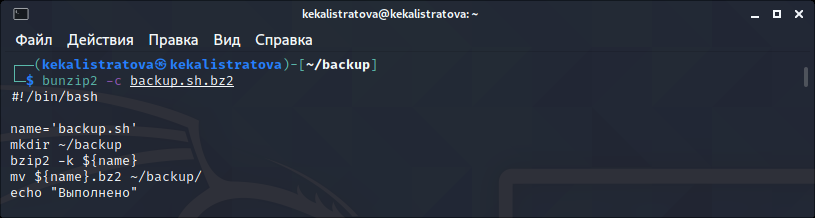 kekalistratova@kekalistratova: ~
Файл Действия Правка Вид Справка
┌──(kekalistratova㉿kekalistratova)-[~/backup]
└─$ bunzip2 -c backup.sh.bz2
#!/bin/bash
name='backup.sh'
mkdir ~/backup
bzip2 -k ${name}
mv ${name}.bz2 ~/backup/
echo "Выполнено"